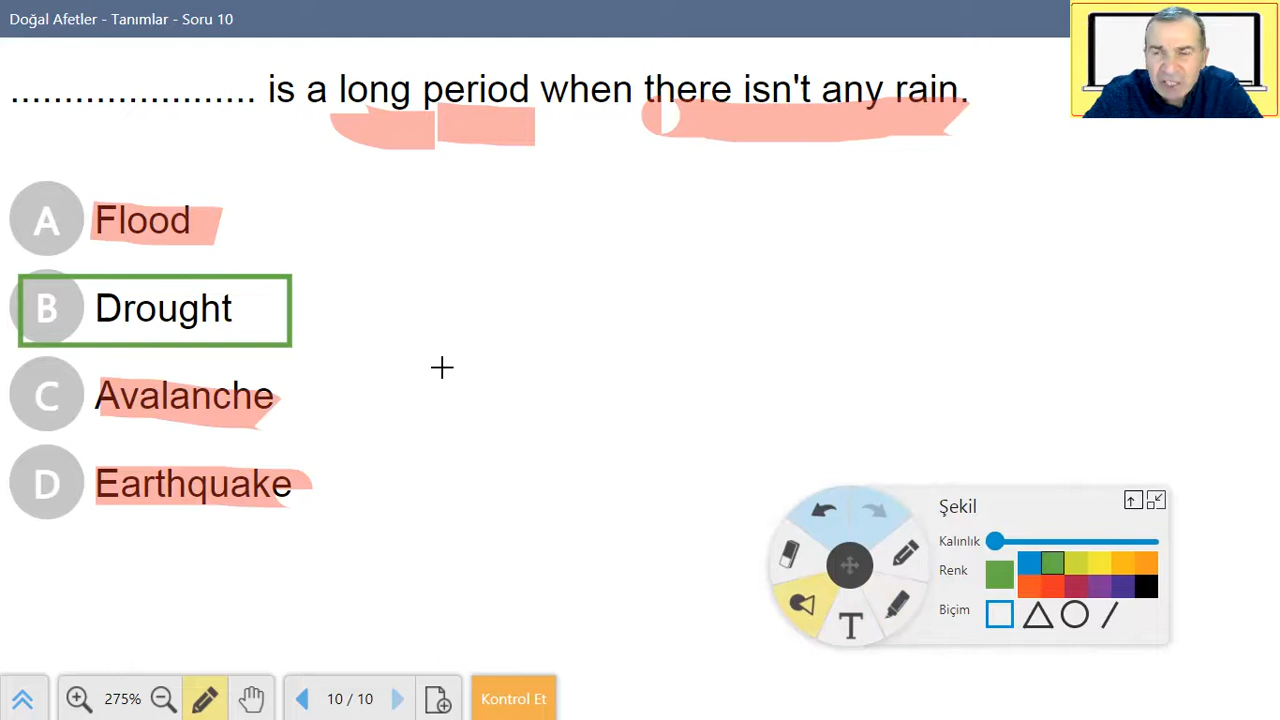 Doğal Afetler - Tanımlar - Soru 10
....................... is a long period when there isn't any rain.
A Flood
B Drought
C Avalanche
D Earthquake
Şekil
Kalınlık
Renk
Biçim
T
275%
10 / 10
Kontrol Et